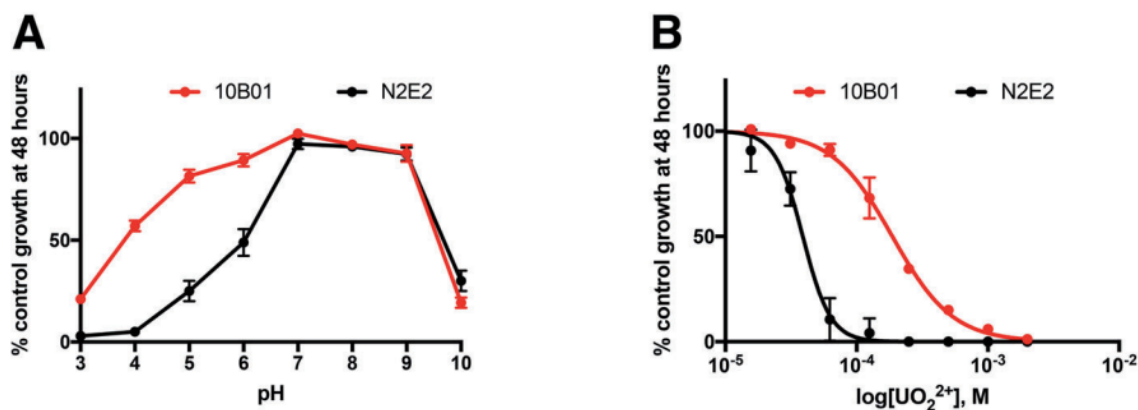 A
10B01 N2E2
% control growth at 48 hours
100
50
0
3 4 5 6 7 8 9 10
pH
B
10B01 N2E2
% control growth at 48 hours
100
50
0
10⁻⁵ 10⁻⁴ 10⁻³ 10⁻²
log[UO₂²⁺], M